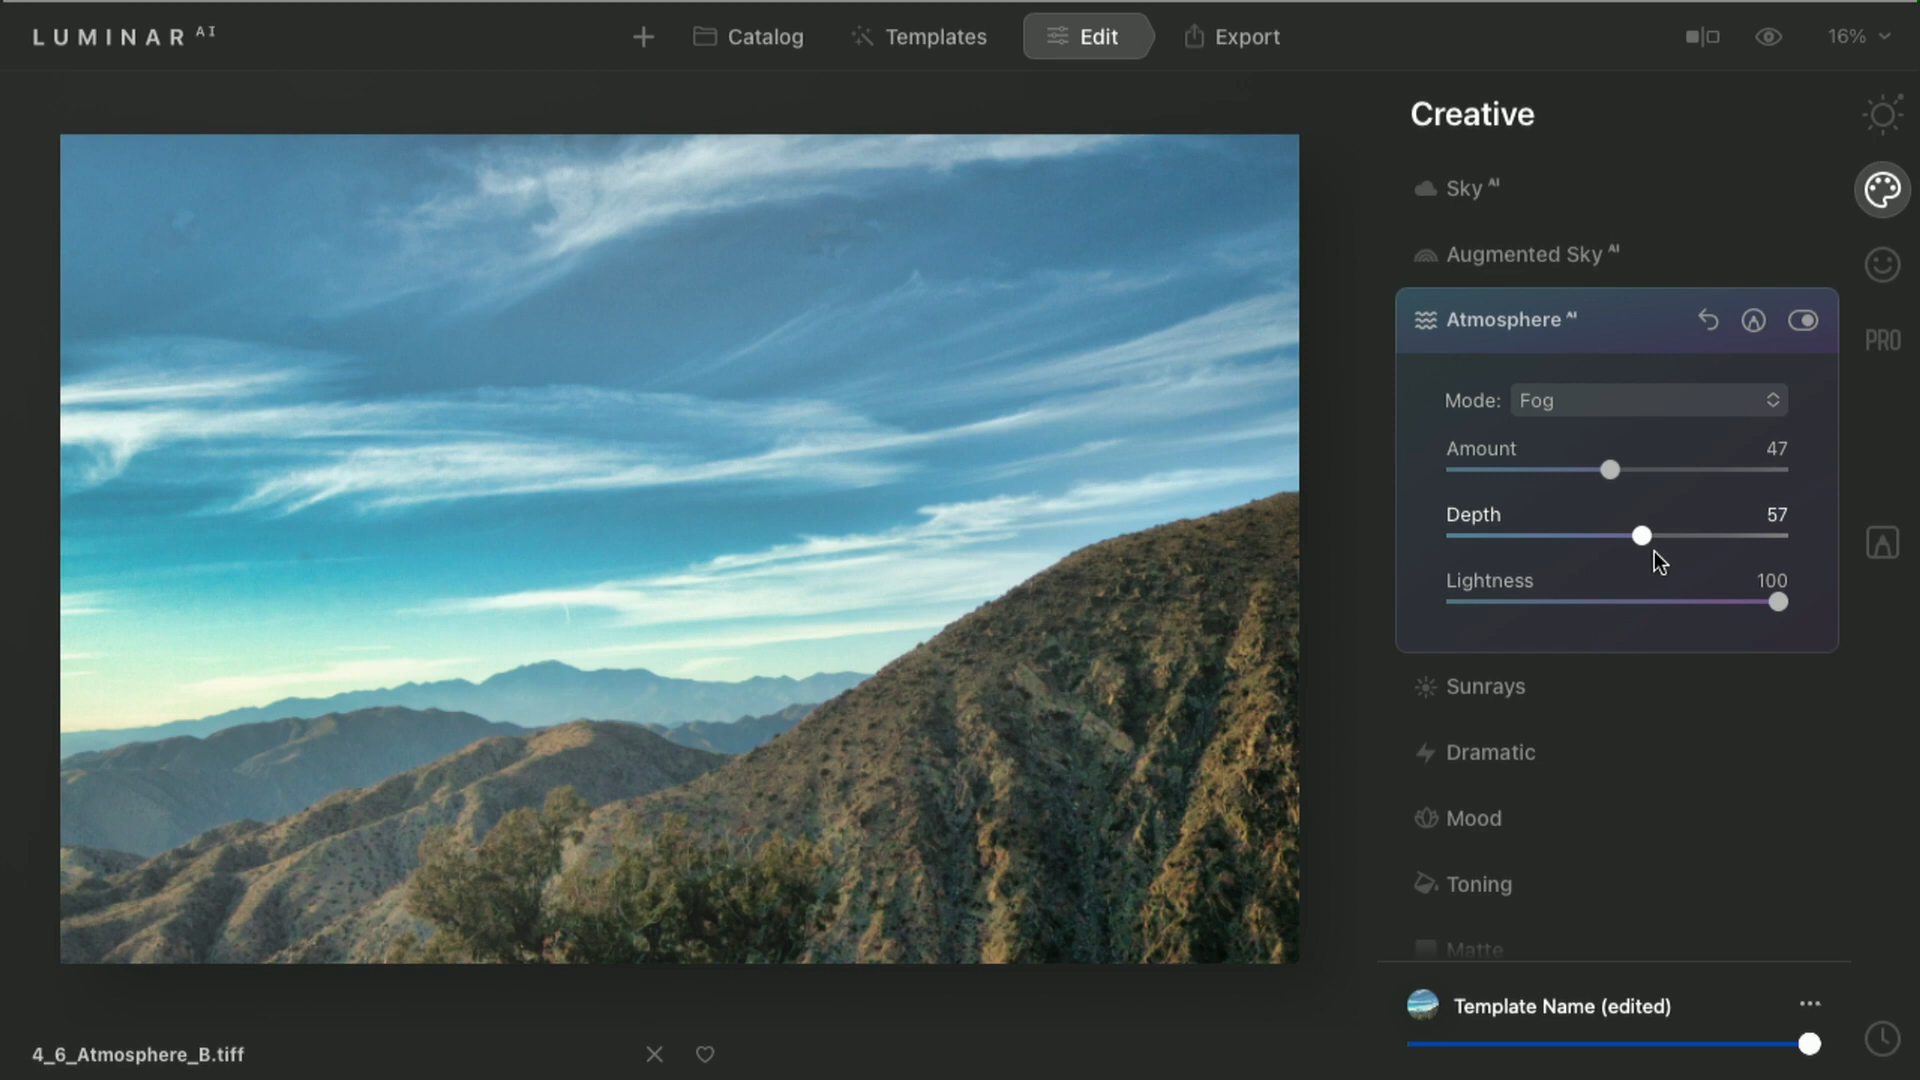 LUMINAR AI
Catalog
Templates
Edit
Export
16%
Creative
Sky AI
Augmented Sky AI
Atmosphere AI
PRO
Mode: Fog
Amount 47
Depth 57
Lightness 100
Sunrays
Dramatic
Mood
Toning
Matte
Template Name (edited)
4_6_Atmosphere_B.tiff